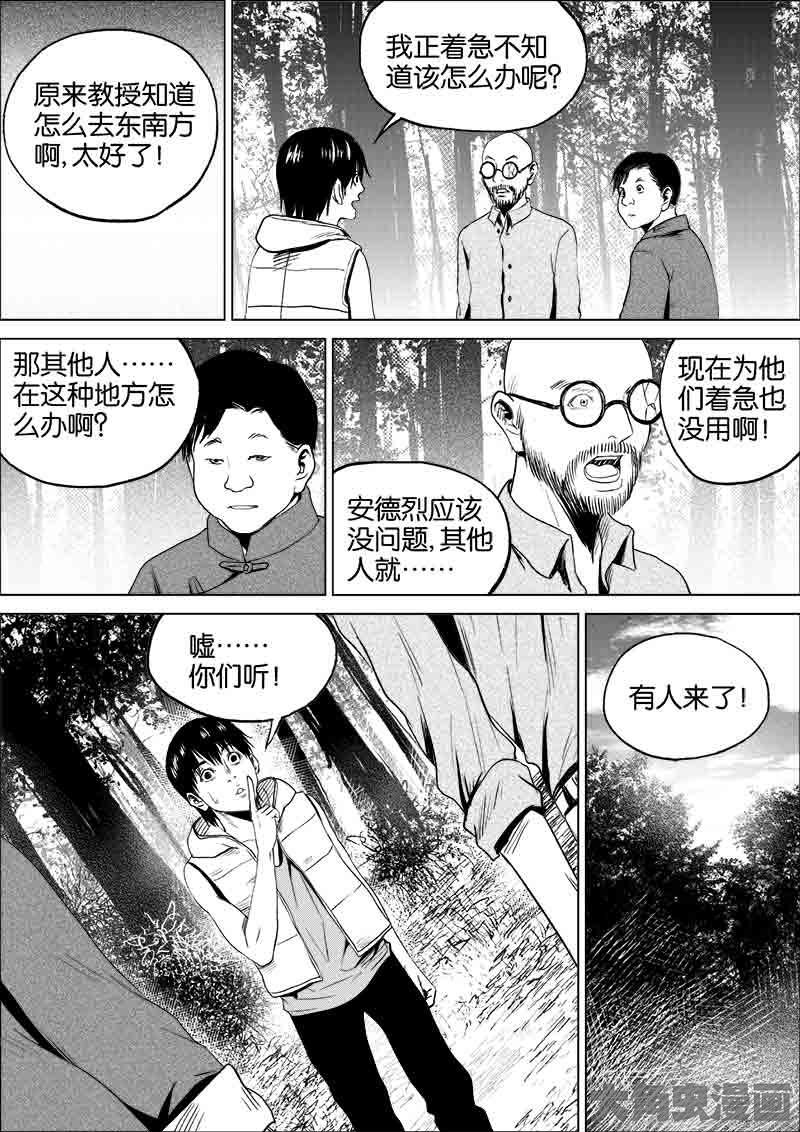 原来教授知道
怎么去东南方
啊，太好了！
我正着急不知
道该怎么办呢？
那其他人……
在这种地方怎
么办啊？
安德烈应该
没问题，其他
人就……
现在为他
们着急也
没用啊！
嘘……
你们听！
有人来了！
大角虫漫画